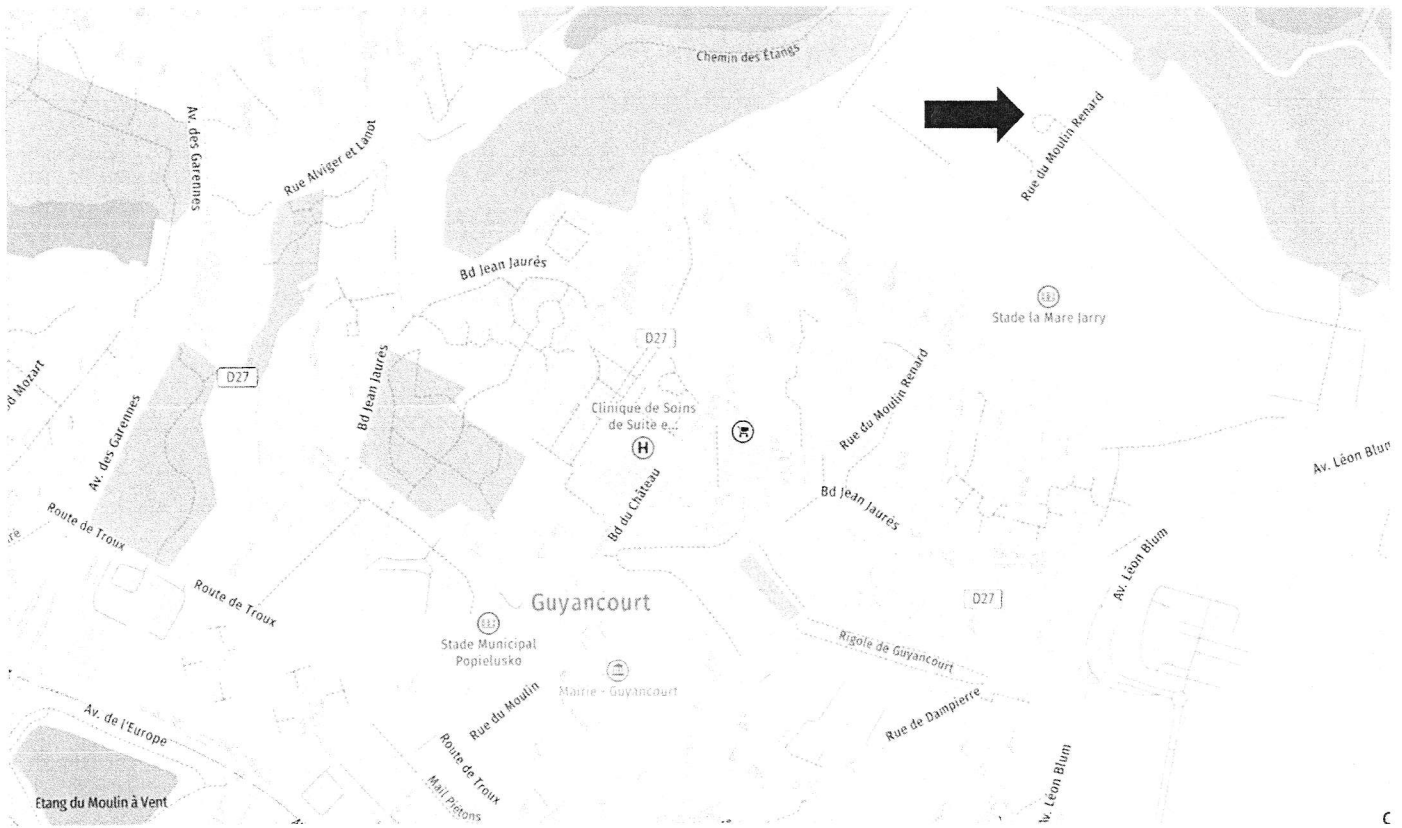 Chemin des Étangs
Av. des Garennes
Rue Alviger et Lanot
Rue du Moulin Renard
Bd Jean Jaurès
Stade la Mare Jarry
D27
D27
Bd Jean Jaurès
Mozart
Av. des Garennes
Clinique de Soins
de Suite e...
H
Rue du Moulin Renard
Av. Léon Blum
Bd du Château
Bd Jean Jaurès
Route de Troux
Av. Léon Blum
Route de Troux
Guyancourt
D27
Stade Municipal
Popielusko
Rigole de Guyancourt
Mairie - Guyancourt
Rue du Moulin
Rue de Dampierre
Av. de l'Europe
Route de Troux
Av. Léon Blum
Mail Piétons
Etang du Moulin à Vent